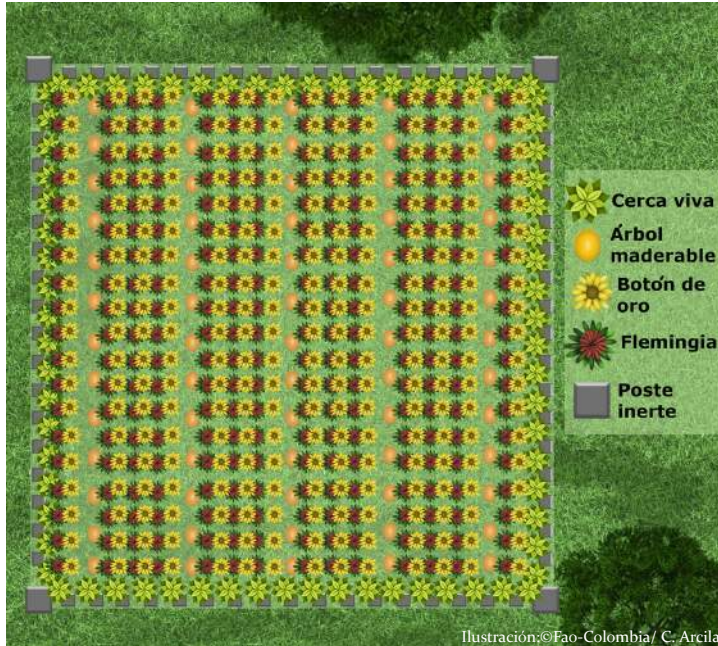 Cerca viva
Árbol
maderable
Botón de
oro
Flemingia
Poste
inerte
Ilustración:©Fao-Colombia/ C. Arcila